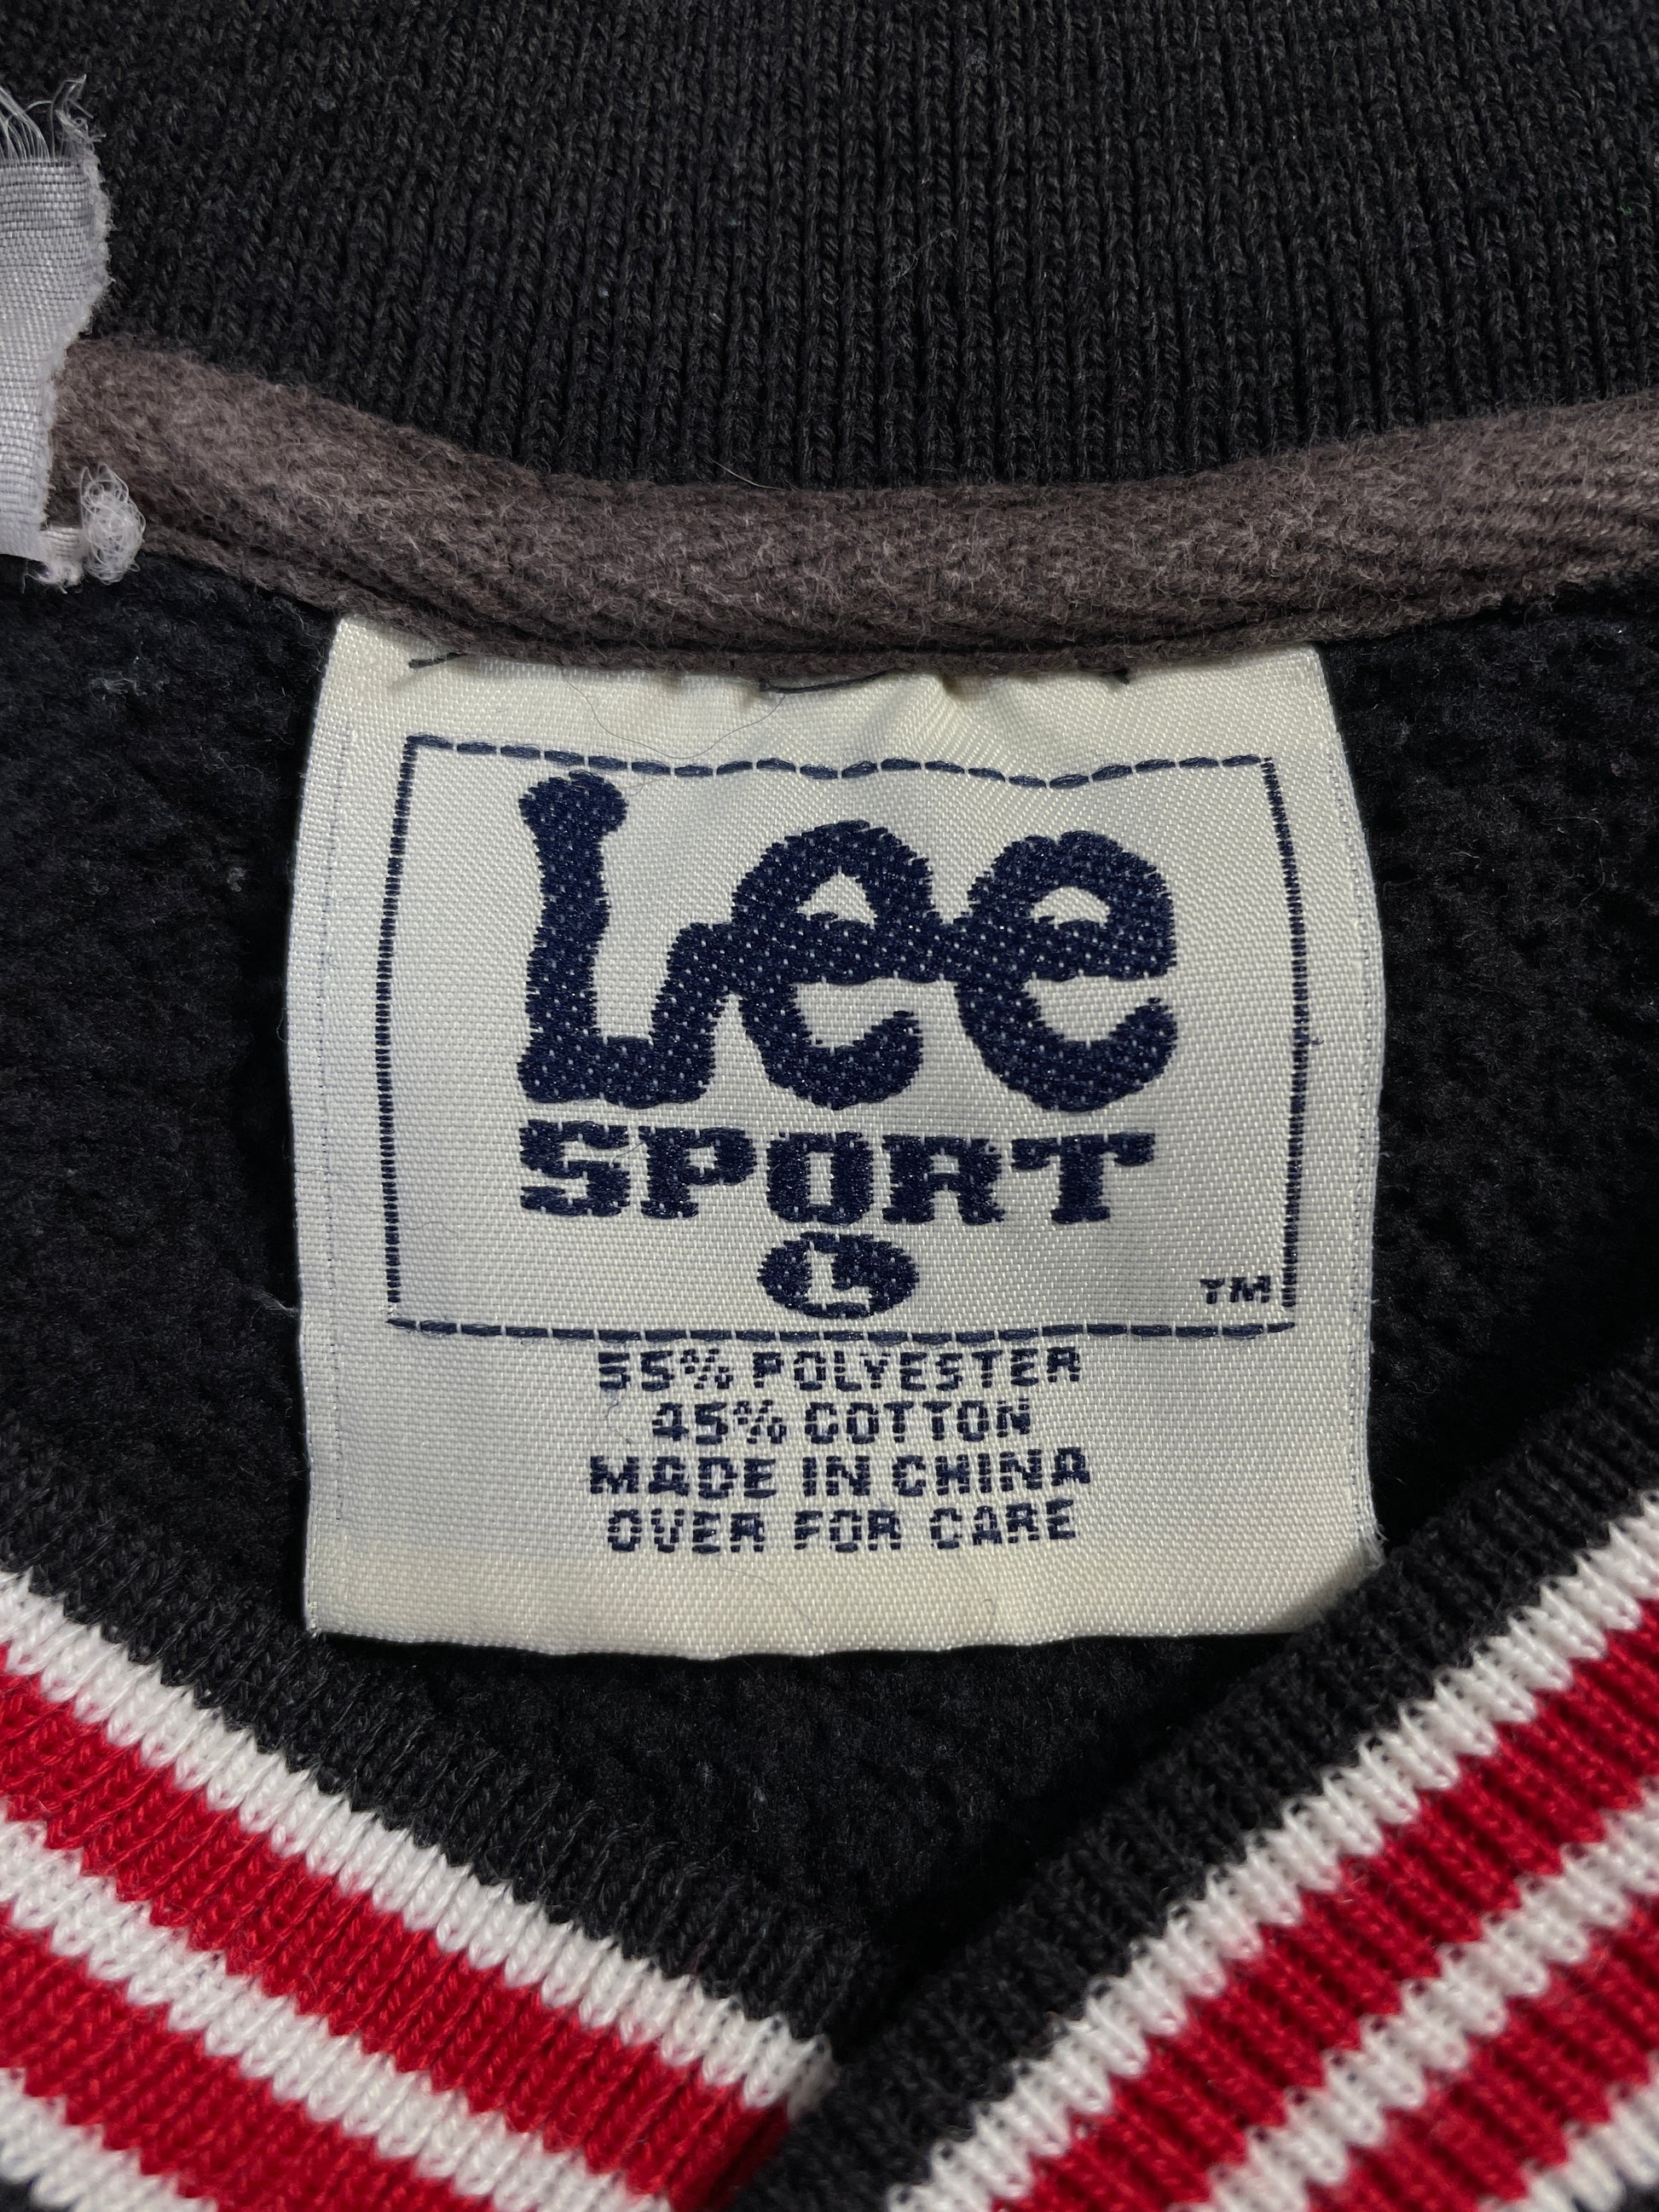 Lee
SPORT
L
TM
55% POLYESTER
45% COTTON
MADE IN CHINA
OVER FOR CARE